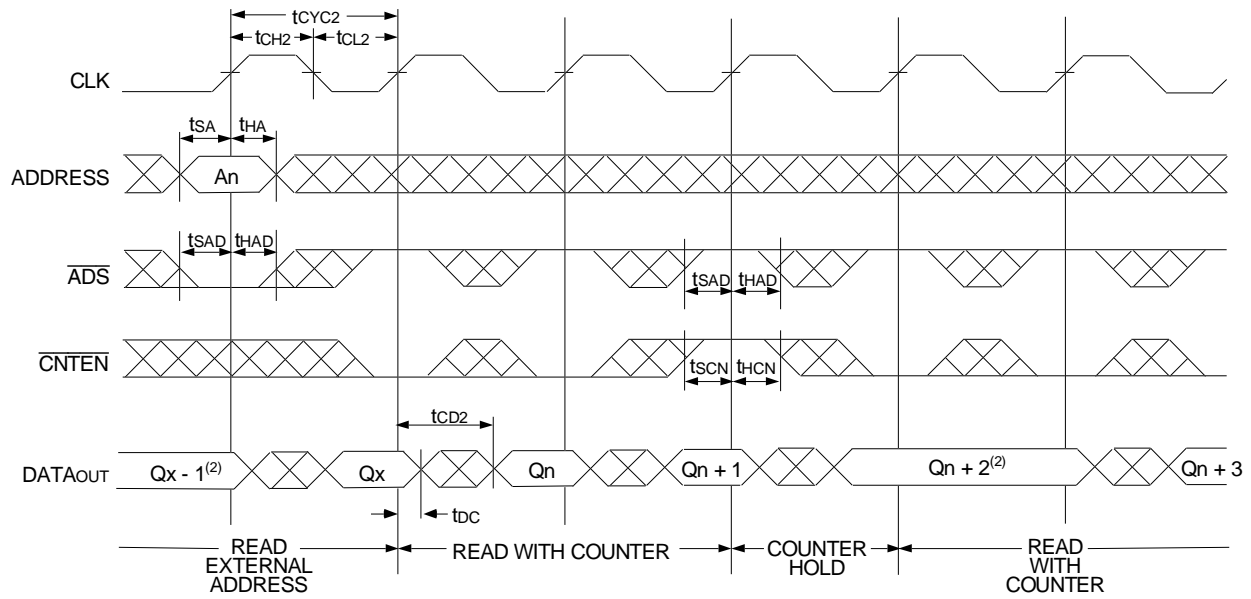 tCYC2
tCH2 tCL2
CLK
tSA tHA
ADDRESS An
tSAD tHAD
ADS
tSAD tHAD
CNTEN
tSCN tHCN
tCD2
DATAOUT Qx - 1(2) Qx Qn Qn + 1 Qn + 2(2) Qn + 3
tDC
READ EXTERNAL ADDRESS
READ WITH COUNTER
COUNTER HOLD
READ WITH COUNTER